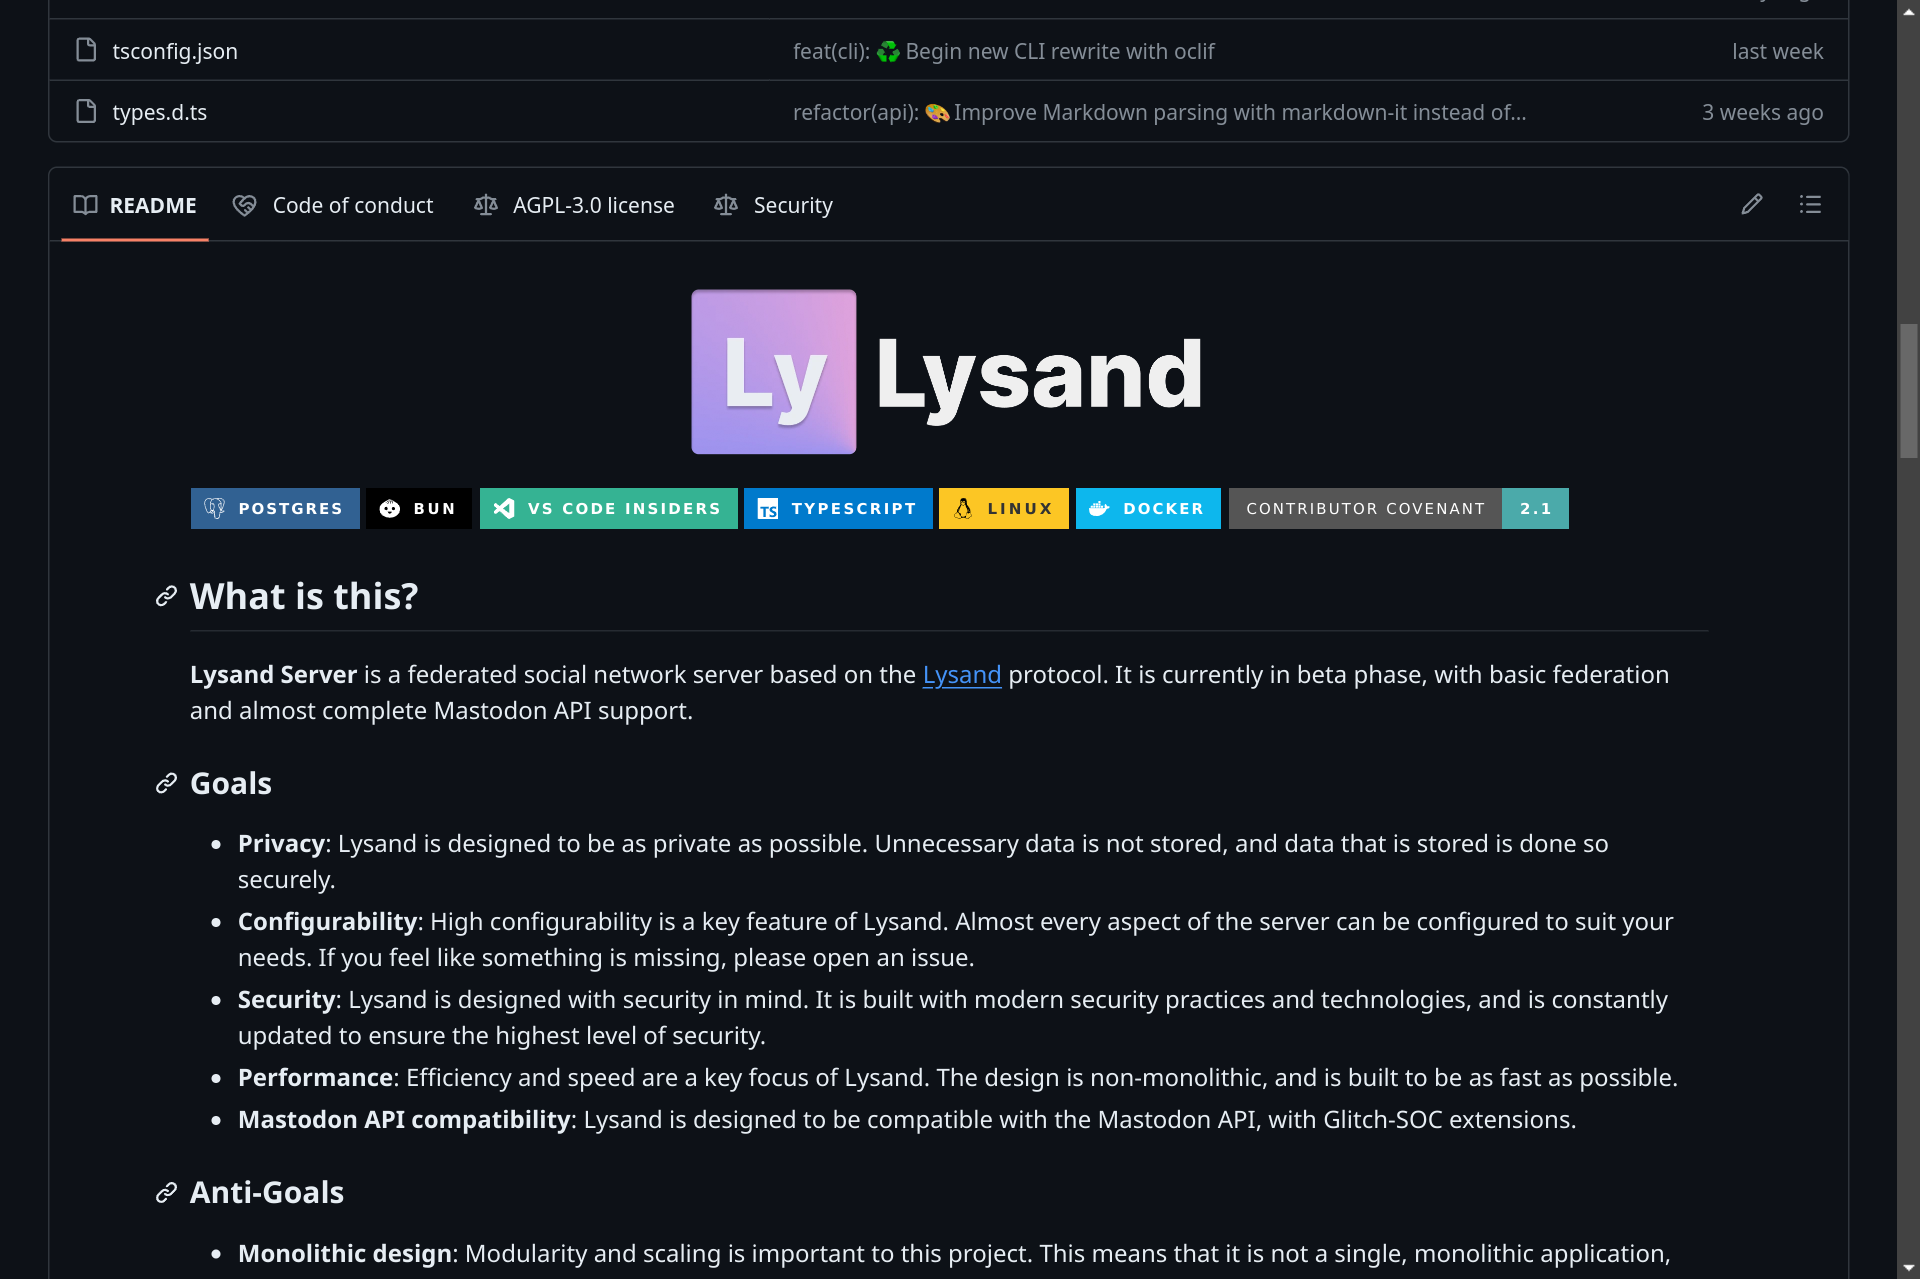 tsconfig.json feat(cli): ♻️ Begin new CLI rewrite with oclif last week
types.d.ts refactor(api): 🎨 Improve Markdown parsing with markdown-it instead of… 3 weeks ago
README Code of conduct AGPL-3.0 license Security
Ly Lysand
POSTGRES BUN VS CODE INSIDERS TYPESCRIPT LINUX DOCKER CONTRIBUTOR COVENANT 2.1
What is this?
Lysand Server is a federated social network server based on the Lysand protocol. It is currently in beta phase, with basic federation
and almost complete Mastodon API support.
Goals
• Privacy: Lysand is designed to be as private as possible. Unnecessary data is not stored, and data that is stored is done so
securely.
• Configurability: High configurability is a key feature of Lysand. Almost every aspect of the server can be configured to suit your
needs. If you feel like something is missing, please open an issue.
• Security: Lysand is designed with security in mind. It is built with modern security practices and technologies, and is constantly
updated to ensure the highest level of security.
• Performance: Efficiency and speed are a key focus of Lysand. The design is non-monolithic, and is built to be as fast as possible.
• Mastodon API compatibility: Lysand is designed to be compatible with the Mastodon API, with Glitch-SOC extensions.
Anti-Goals
• Monolithic design: Modularity and scaling is important to this project. This means that it is not a single, monolithic application,